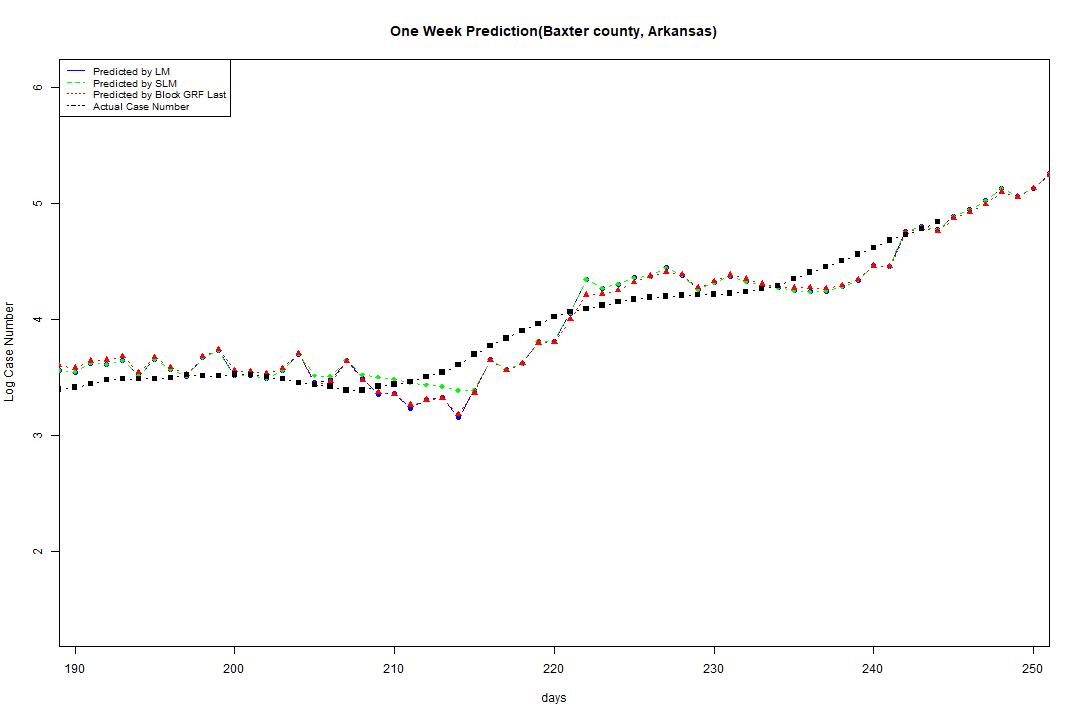 One Week Prediction(Baxter county, Arkansas)
Predicted by LM
Predicted by SLM
Predicted by Block GRF Last
Actual Case Number
6
5
4
3
2
Log Case Number
190 200 210 220 230 240 250
days